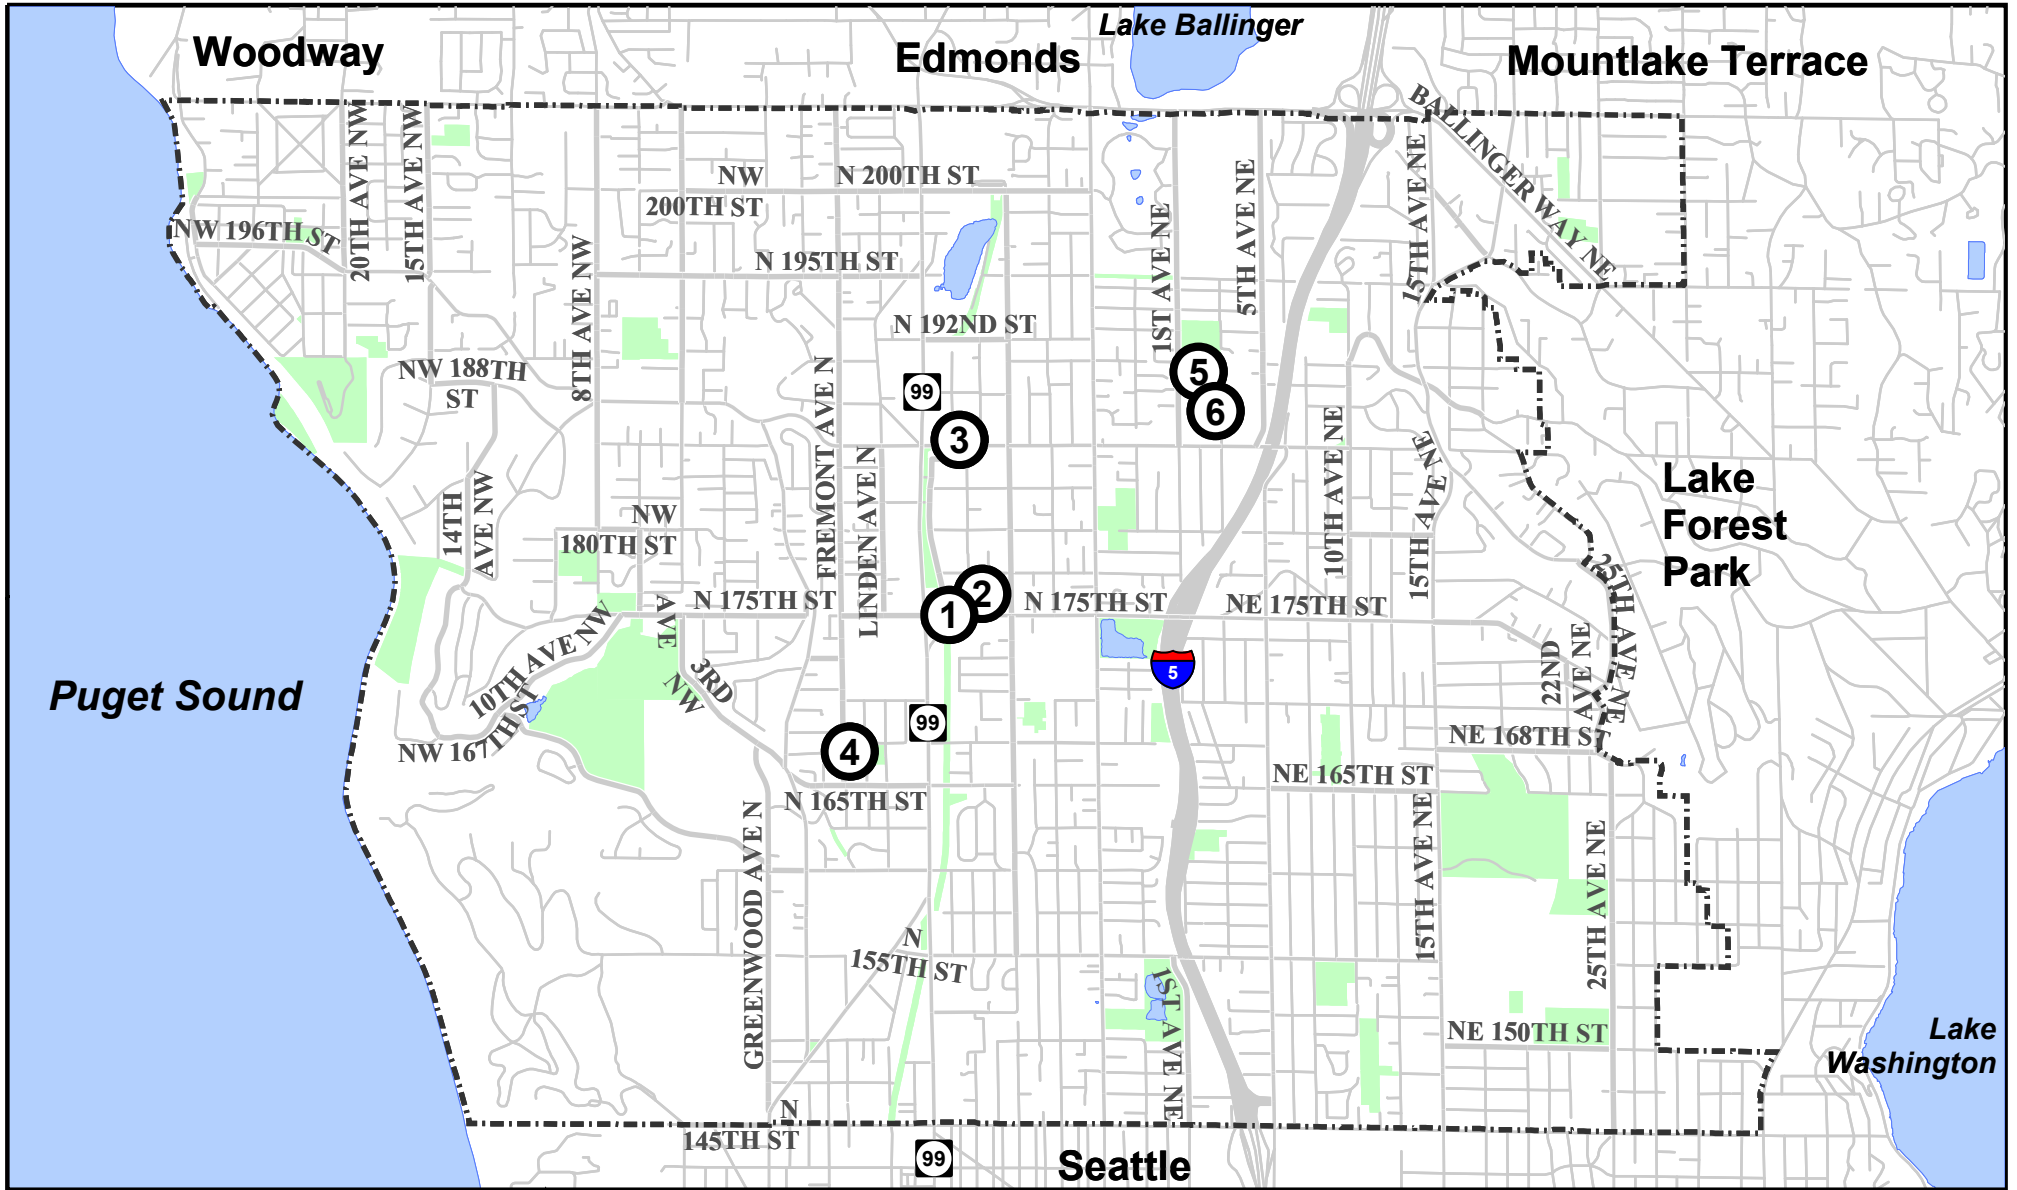 Lake Ballinger
Woodway
Edmonds
Mountlake Terrace
BALLINGER WAY NE
20TH AVE NW
15TH AVE NW
NW
200TH ST
N 200TH ST
5TH AVE NE
15TH AVE NE
1ST AVE NE
NW 196TH ST
8TH AVE NW
N 195TH ST
N 192ND ST
NW 188TH
ST
FREMONT AVE N
99
5
6
3
10TH AVE NE
15TH AVE NE
LINDEN AVE N
14TH
AVE NW
NW
180TH ST
Lake
Forest
Park
25TH AVE NE
N 175TH ST
1
2
N 175TH ST
NE 175TH ST
10TH AVE NW
3RD
AVE
NW
5
22ND
AVE NE
Puget Sound
NW 167TH ST
99
4
NE 168TH ST
NE 165TH ST
N 165TH ST
GREENWOOD AVE N
15TH AVE NE
25TH AVE NE
N
155TH ST
1ST AVE NE
NE 150TH ST
Lake
Washington
N
145TH ST
99
Seattle